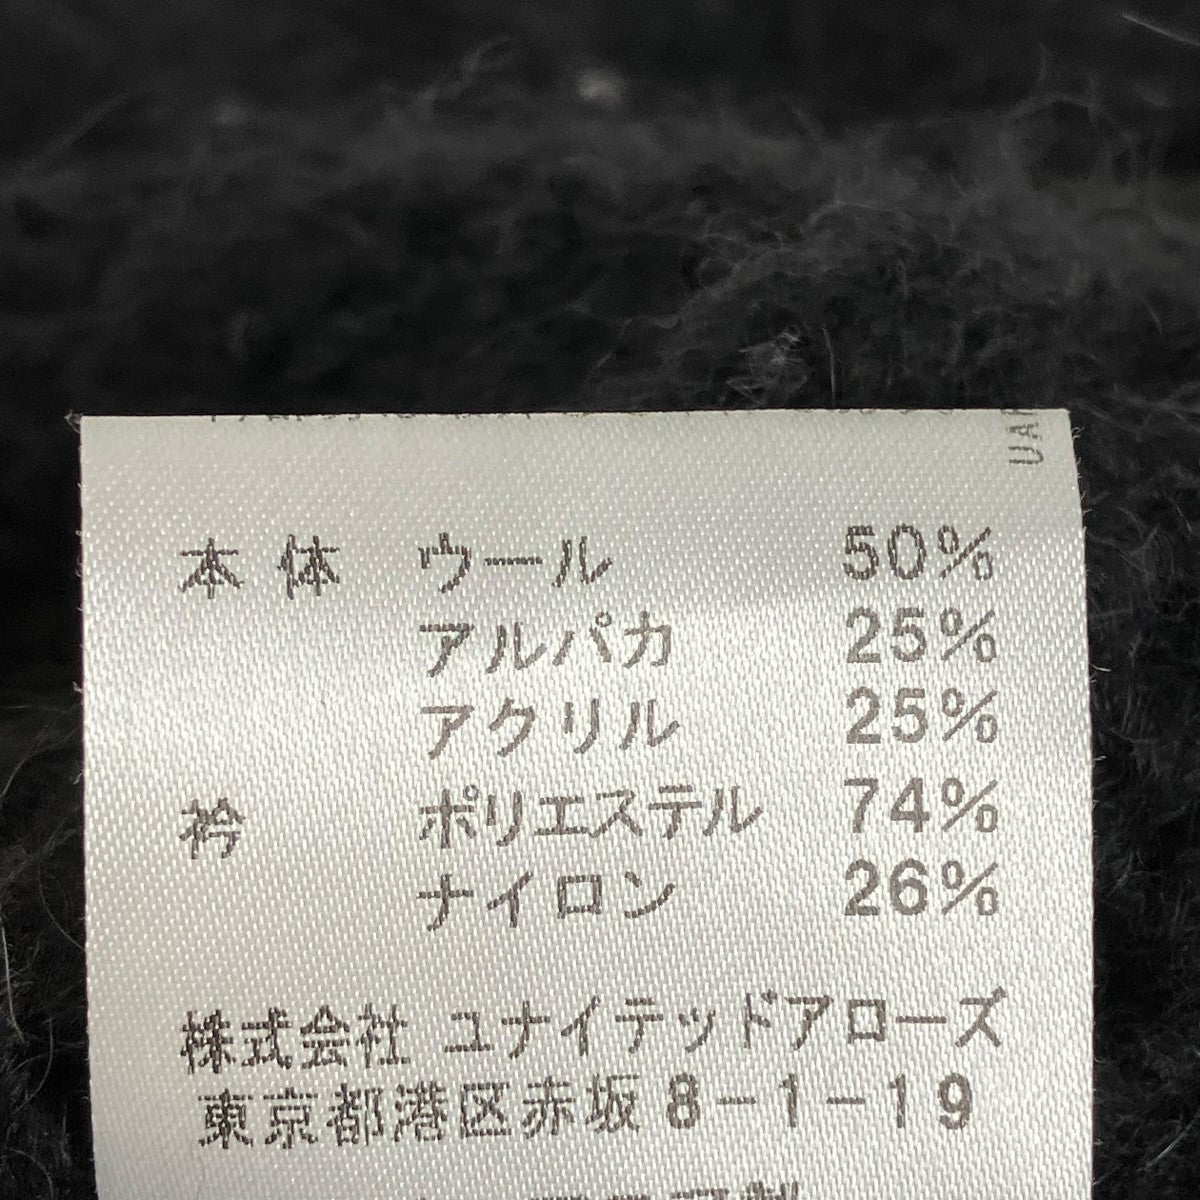 本体 ウール 50%
アルパカ 25%
アクリル 25%
衿 ポリエステル 74%
ナイロン 26%
株式会社 ユナイテッドアローズ
東京都港区赤坂8-1-19